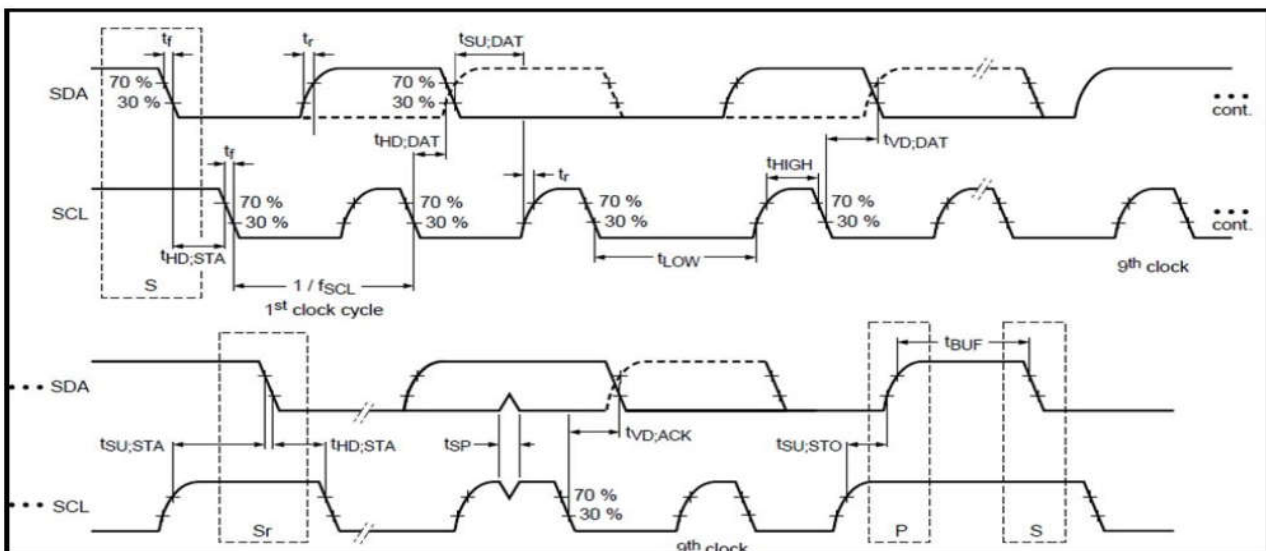 tf tr tSU;DAT
70 % 70 %
SDA 30 % 30 % cont.
tHD;DAT tVD;DAT
tf tr tHIGH
70 % 70 % 70 % 70 %
SCL 30 % 30 % 30 % 30 % cont.
tHD;STA tLOW
S 1 / fSCL 9th clock
1st clock cycle
tBUF
SDA
tSU;STA tHD;STA tSP tVD;ACK tSU;STO
SCL 70 %
30 %
Sr P S
9th clock